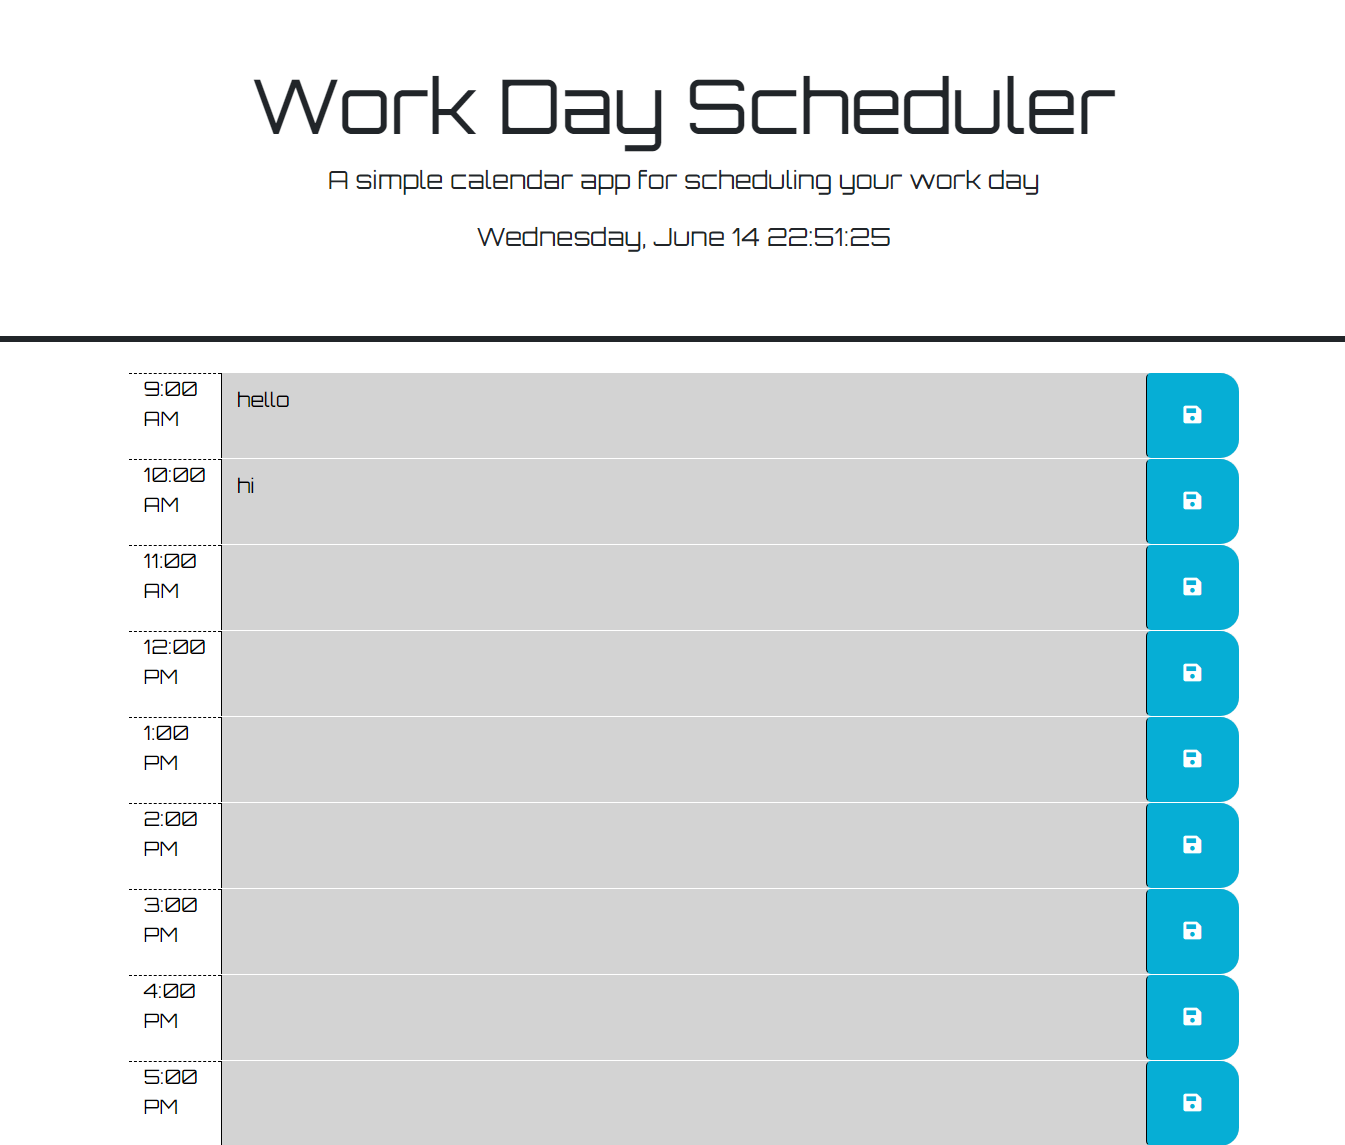 Work Day Scheduler
A simple calendar app for scheduling your work day
Wednesday, June 14 22:51:25
9:00
AM
hello
10:00
AM
hi
11:00
AM
12:00
PM
1:00
PM
2:00
PM
3:00
PM
4:00
PM
5:00
PM